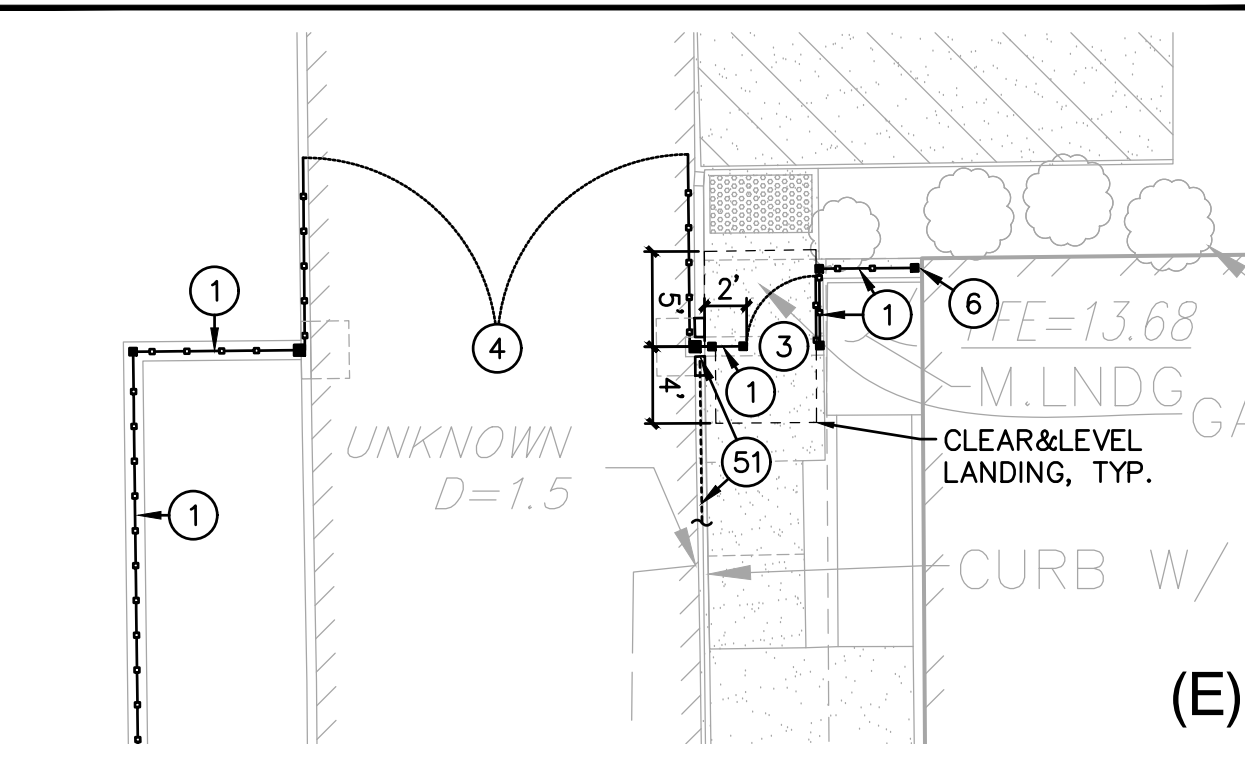 1
4
5'
2'
3
1
6
FFE=13.68
M.LNDG
1
4'
UNKNOWN
D=1.5
51
CLEAR&LEVEL
LANDING, TYP.
1
CURB W/
(E)